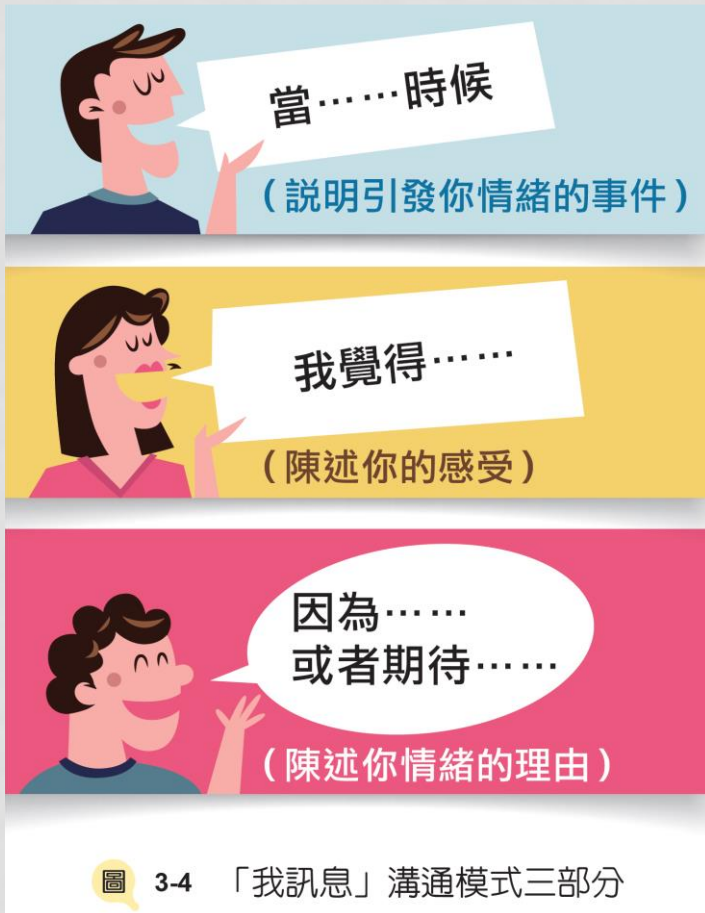 當……時候
（説明引發你情緒的事件）
我覺得……
（陳述你的感受）
因為……
或者期待……
（陳述你情緒的理由）
圖 3-4 「我訊息」溝通模式三部分